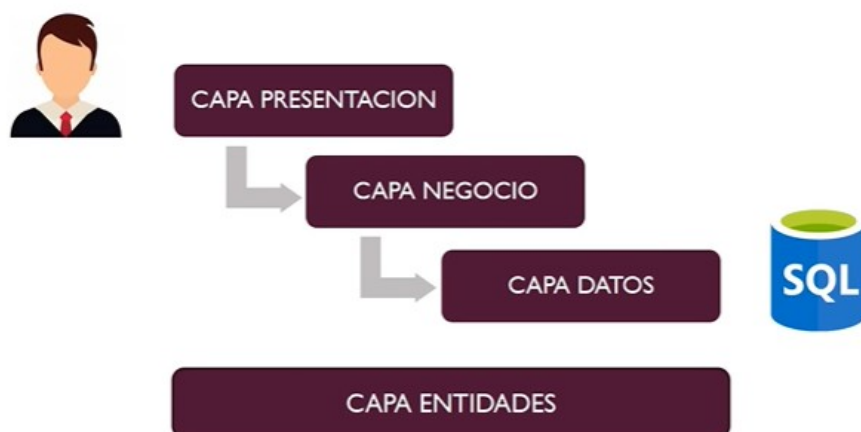 CAPA PRESENTACION
CAPA NEGOCIO
CAPA DATOS
SQL
CAPA ENTIDADES